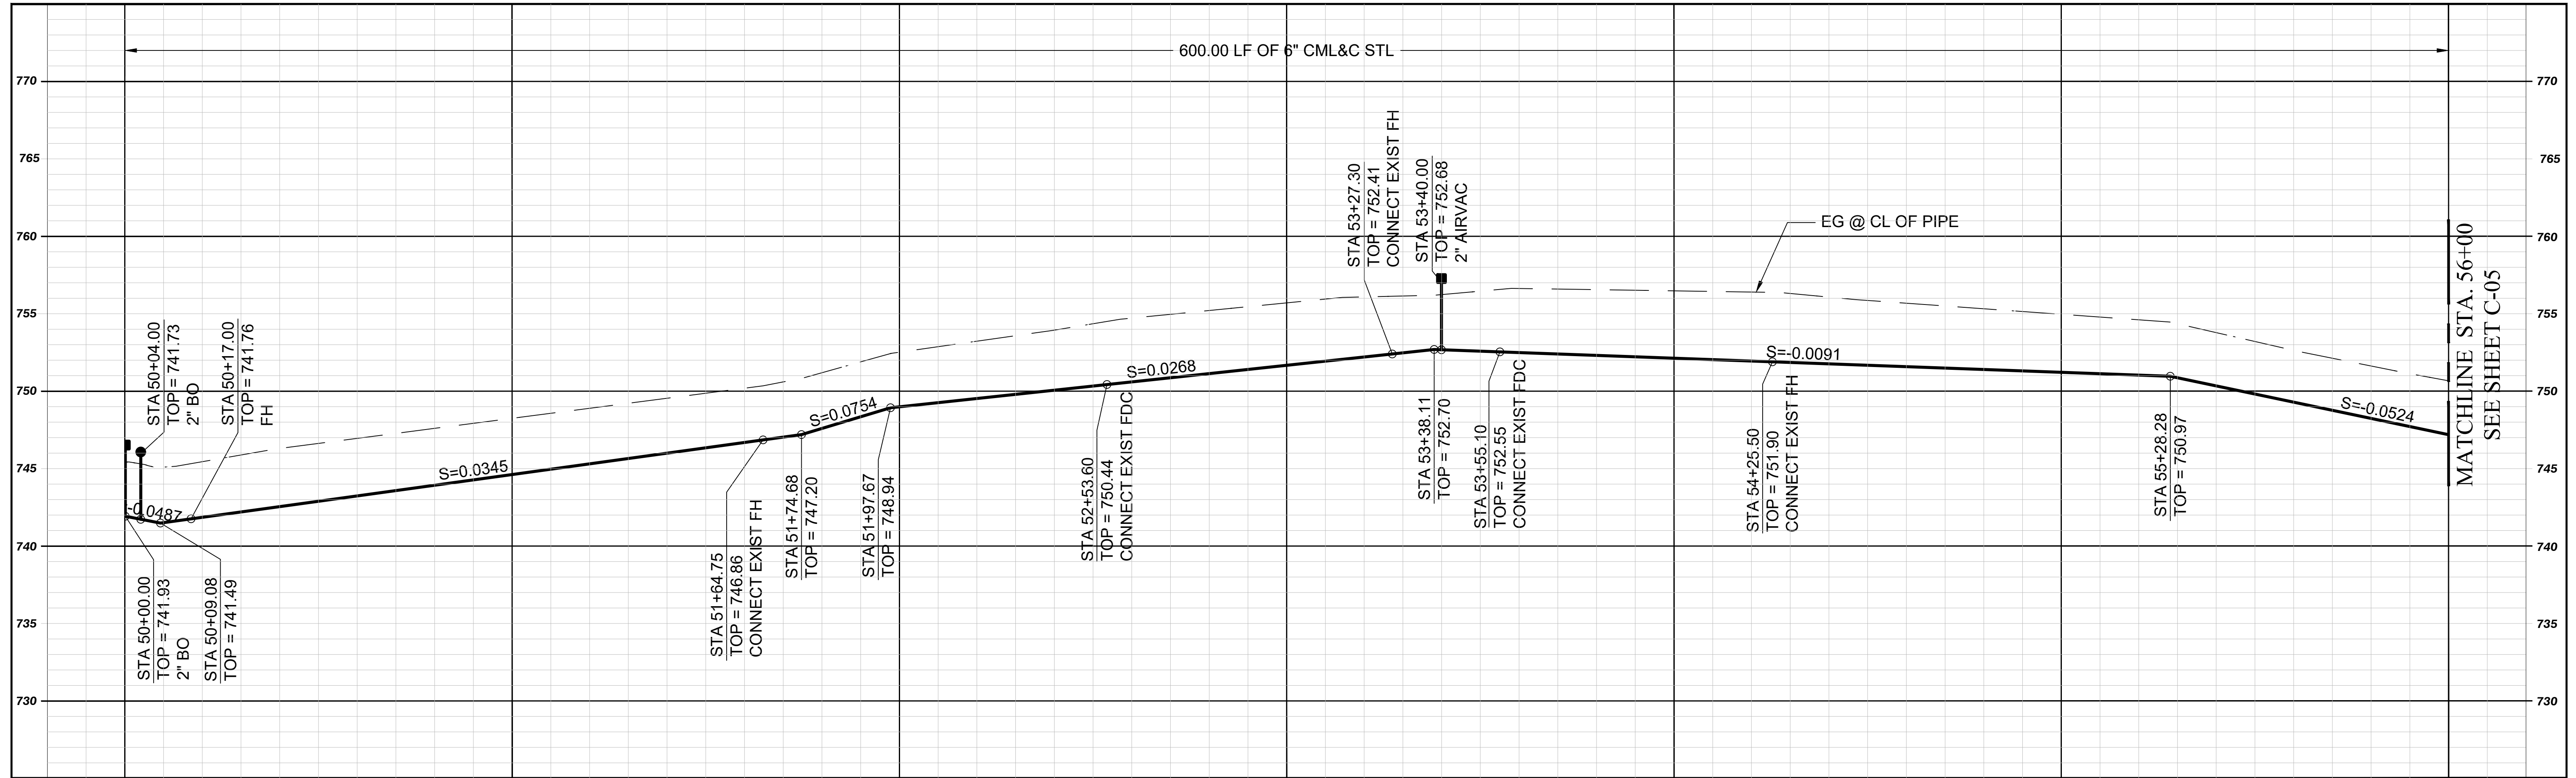 600.00 LF OF 6" CML&C STL
770
770
765
765
760
760
755
755
750
750
745
745
740
740
735
735
730
730
STA 50+04.00
TOP = 741.73
2" BO
STA 50+17.00
TOP = 741.76
FH
STA 53+27.30
TOP = 752.41
CONNECT EXIST FH
STA 53+40.00
TOP = 752.68
2" AIRVAC
EG @ CL OF PIPE
-0.0487
S=0.0345
S=0.0754
S=0.0268
S=-0.0091
S=-0.0524
STA 50+00.00
TOP = 741.93
2" BO
STA 50+09.08
TOP = 741.49
STA 51+64.75
TOP = 746.86
CONNECT EXIST FH
STA 51+74.68
TOP = 747.20
STA 51+97.67
TOP = 748.94
STA 52+53.60
TOP = 750.44
CONNECT EXIST FDC
STA 53+38.11
TOP = 752.70
STA 53+55.10
TOP = 752.55
CONNECT EXIST FDC
STA 54+25.50
TOP = 751.90
CONNECT EXIST FH
STA 55+28.28
TOP = 750.97
MATCHLINE STA. 56+00
SEE SHEET C-05